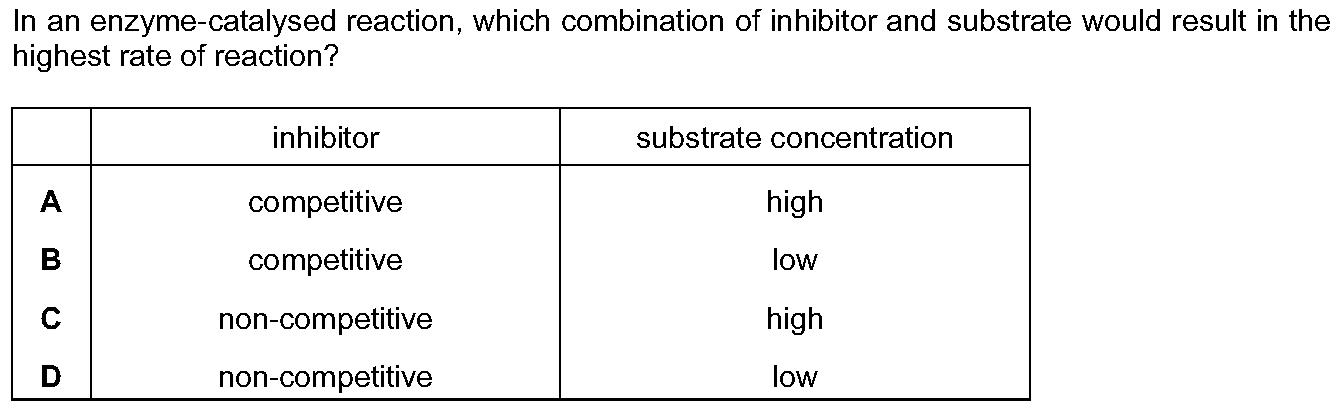 In an enzyme-catalysed reaction, which combination of inhibitor and substrate would result in the
highest rate of reaction?
inhibitor substrate concentration
A competitive high
B competitive low
C non-competitive high
D non-competitive low